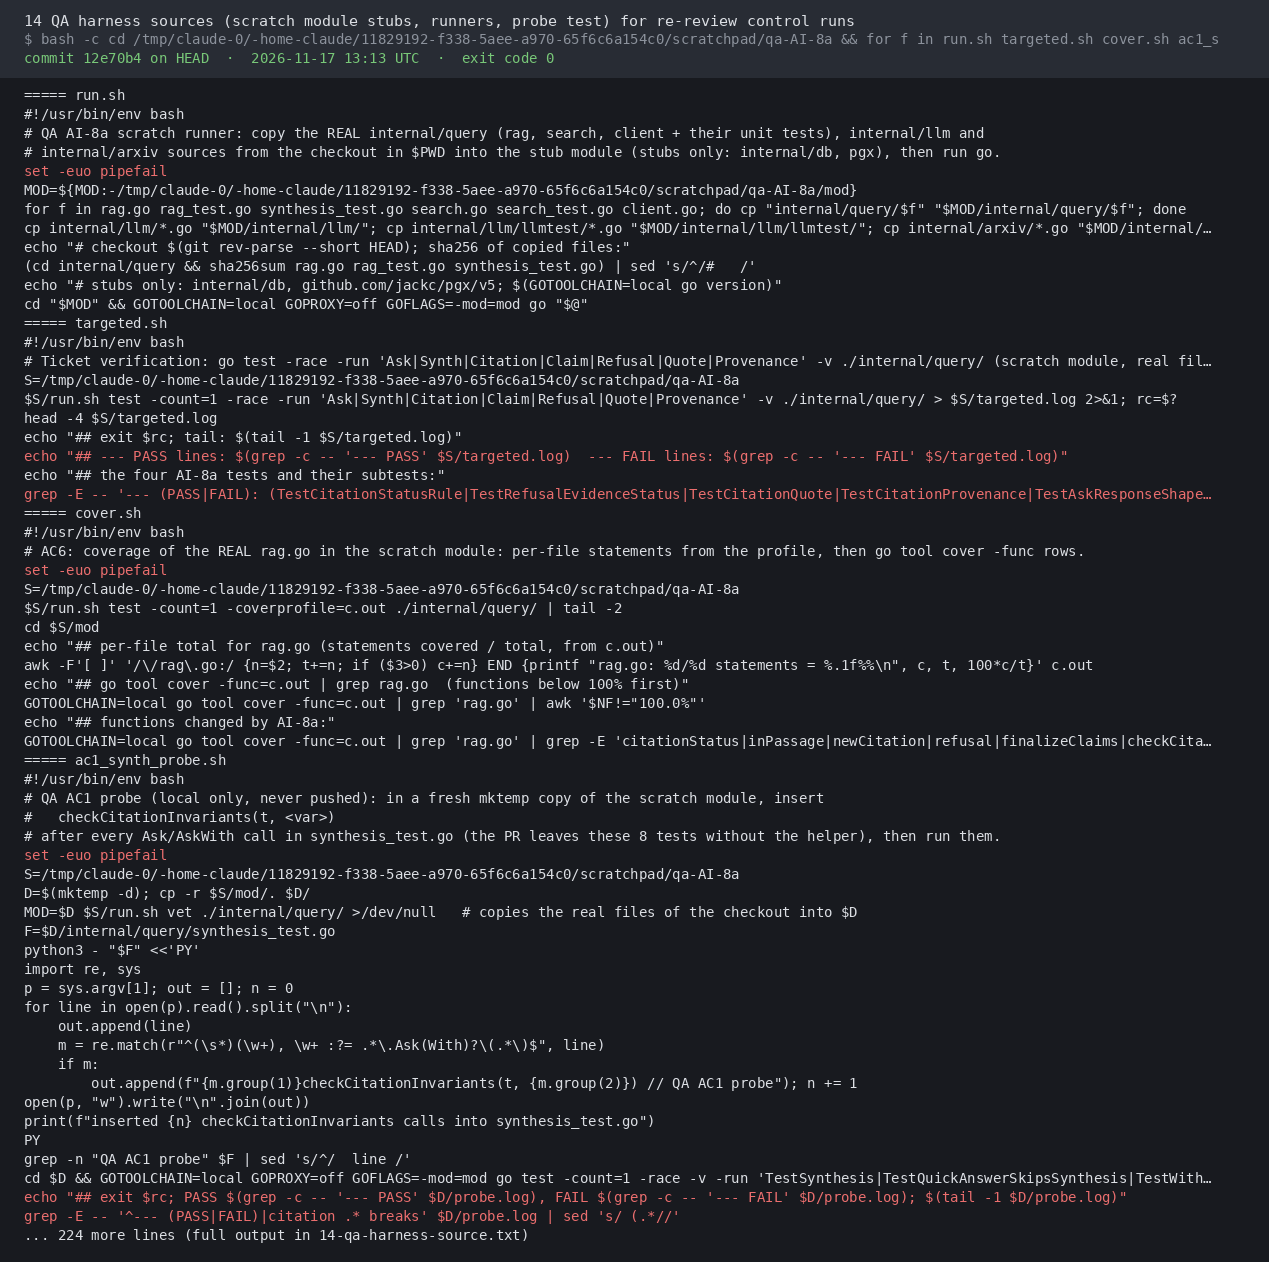 14 QA harness sources (scratch module stubs, runners, probe test) for re-review control runs
$ bash -c cd /tmp/claude-0/-home-claude/11829192-f338-5aee-a970-65f6c6a154c0/scratchpad/qa-AI-8a && for f in run.sh targeted.sh cover.sh ac1_s
commit 12e70b4 on HEAD  ·  2026-11-17 13:13 UTC  ·  exit code 0
===== run.sh
#!/usr/bin/env bash
# QA AI-8a scratch runner: copy the REAL internal/query (rag, search, client + their unit tests), internal/llm and
# internal/arxiv sources from the checkout in $PWD into the stub module (stubs only: internal/db, pgx), then run go.
set -euo pipefail
MOD=${MOD:-/tmp/claude-0/-home-claude/11829192-f338-5aee-a970-65f6c6a154c0/scratchpad/qa-AI-8a/mod}
for f in rag.go rag_test.go synthesis_test.go search.go search_test.go client.go; do cp "internal/query/$f" "$MOD/internal/query/$f"; done
cp internal/llm/*.go "$MOD/internal/llm/"; cp internal/llm/llmtest/*.go "$MOD/internal/llm/llmtest/"; cp internal/arxiv/*.go "$MOD/internal/…
echo "# checkout $(git rev-parse --short HEAD); sha256 of copied files:"
(cd internal/query && sha256sum rag.go rag_test.go synthesis_test.go) | sed 's/^/#   /'
echo "# stubs only: internal/db, github.com/jackc/pgx/v5; $(GOTOOLCHAIN=local go version)"
cd "$MOD" && GOTOOLCHAIN=local GOPROXY=off GOFLAGS=-mod=mod go "$@"
===== targeted.sh
#!/usr/bin/env bash
# Ticket verification: go test -race -run 'Ask|Synth|Citation|Claim|Refusal|Quote|Provenance' -v ./internal/query/ (scratch module, real fil…
S=/tmp/claude-0/-home-claude/11829192-f338-5aee-a970-65f6c6a154c0/scratchpad/qa-AI-8a
$S/run.sh test -count=1 -race -run 'Ask|Synth|Citation|Claim|Refusal|Quote|Provenance' -v ./internal/query/ > $S/targeted.log 2>&1; rc=$?
head -4 $S/targeted.log
echo "## exit $rc; tail: $(tail -1 $S/targeted.log)"
echo "## --- PASS lines: $(grep -c -- '--- PASS' $S/targeted.log)  --- FAIL lines: $(grep -c -- '--- FAIL' $S/targeted.log)"
echo "## the four AI-8a tests and their subtests:"
grep -E -- '--- (PASS|FAIL): (TestCitationStatusRule|TestRefusalEvidenceStatus|TestCitationQuote|TestCitationProvenance|TestAskResponseShape…
===== cover.sh
#!/usr/bin/env bash
# AC6: coverage of the REAL rag.go in the scratch module: per-file statements from the profile, then go tool cover -func rows.
set -euo pipefail
S=/tmp/claude-0/-home-claude/11829192-f338-5aee-a970-65f6c6a154c0/scratchpad/qa-AI-8a
$S/run.sh test -count=1 -coverprofile=c.out ./internal/query/ | tail -2
cd $S/mod
echo "## per-file total for rag.go (statements covered / total, from c.out)"
awk -F'[ ]' '/\/rag\.go:/ {n=$2; t+=n; if ($3>0) c+=n} END {printf "rag.go: %d/%d statements = %.1f%%\n", c, t, 100*c/t}' c.out
echo "## go tool cover -func=c.out | grep rag.go  (functions below 100% first)"
GOTOOLCHAIN=local go tool cover -func=c.out | grep 'rag.go' | awk '$NF!="100.0%"'
echo "## functions changed by AI-8a:"
GOTOOLCHAIN=local go tool cover -func=c.out | grep 'rag.go' | grep -E 'citationStatus|inPassage|newCitation|refusal|finalizeClaims|checkCita…
===== ac1_synth_probe.sh
#!/usr/bin/env bash
# QA AC1 probe (local only, never pushed): in a fresh mktemp copy of the scratch module, insert
#   checkCitationInvariants(t, <var>)
# after every Ask/AskWith call in synthesis_test.go (the PR leaves these 8 tests without the helper), then run them.
set -euo pipefail
S=/tmp/claude-0/-home-claude/11829192-f338-5aee-a970-65f6c6a154c0/scratchpad/qa-AI-8a
D=$(mktemp -d); cp -r $S/mod/. $D/
MOD=$D $S/run.sh vet ./internal/query/ >/dev/null   # copies the real files of the checkout into $D
F=$D/internal/query/synthesis_test.go
python3 - "$F" <<'PY'
import re, sys
p = sys.argv[1]; out = []; n = 0
for line in open(p).read().split("\n"):
    out.append(line)
    m = re.match(r"^(\s*)(\w+), \w+ :?= .*\.Ask(With)?\(.*\)$", line)
    if m:
        out.append(f"{m.group(1)}checkCitationInvariants(t, {m.group(2)}) // QA AC1 probe"); n += 1
open(p, "w").write("\n".join(out))
print(f"inserted {n} checkCitationInvariants calls into synthesis_test.go")
PY
grep -n "QA AC1 probe" $F | sed 's/^/  line /'
cd $D && GOTOOLCHAIN=local GOPROXY=off GOFLAGS=-mod=mod go test -count=1 -race -v -run 'TestSynthesis|TestQuickAnswerSkipsSynthesis|TestWith…
echo "## exit $rc; PASS $(grep -c -- '--- PASS' $D/probe.log), FAIL $(grep -c -- '--- FAIL' $D/probe.log); $(tail -1 $D/probe.log)"
grep -E -- '^--- (PASS|FAIL)|citation .* breaks' $D/probe.log | sed 's/ (.*//'
... 224 more lines (full output in 14-qa-harness-source.txt)